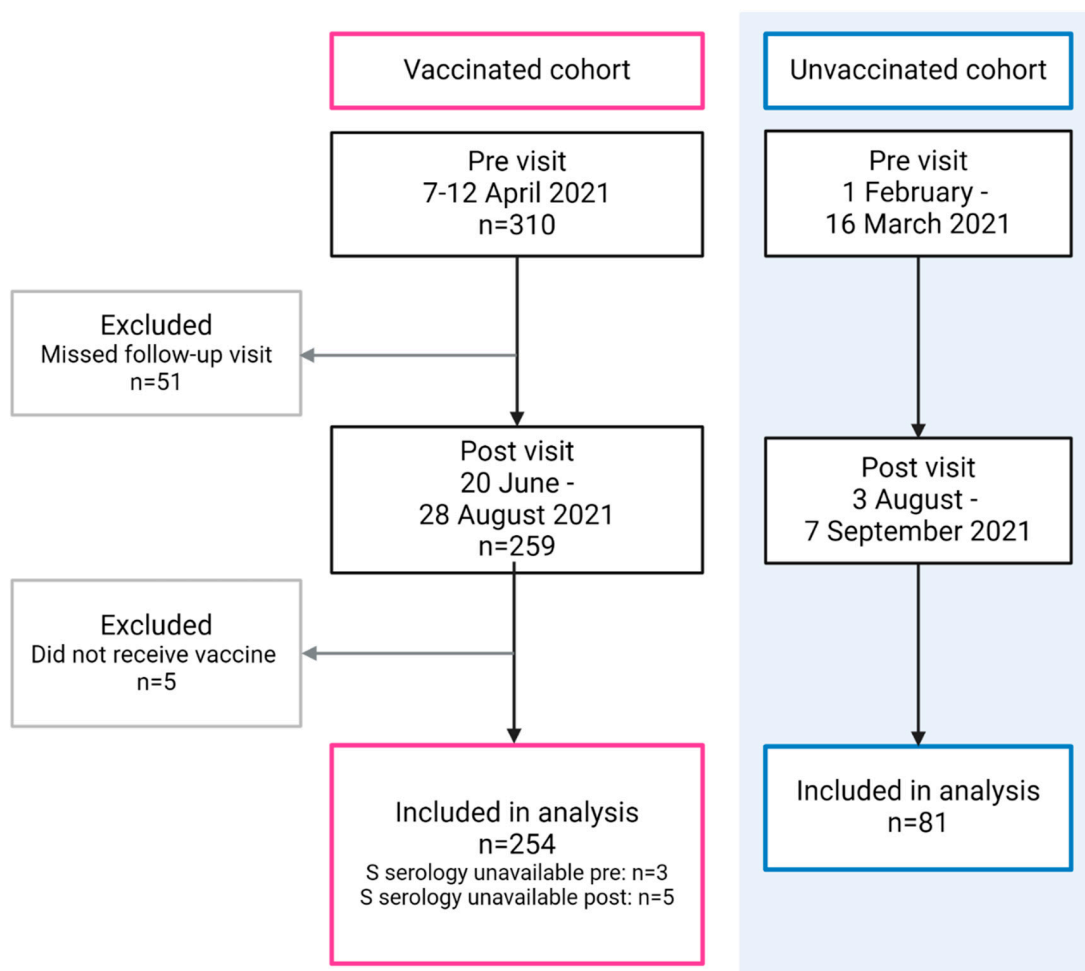 Vaccinated cohort
Pre visit
7-12 April 2021
n=310
Excluded
Missed follow-up visit
n=51
Post visit
20 June -
28 August 2021
n=259
Excluded
Did not receive vaccine
n=5
Included in analysis
n=254
S serology unavailable pre: n=3
S serology unavailable post: n=5
Unvaccinated cohort
Pre visit
1 February -
16 March 2021
Post visit
3 August -
7 September 2021
Included in analysis
n=81